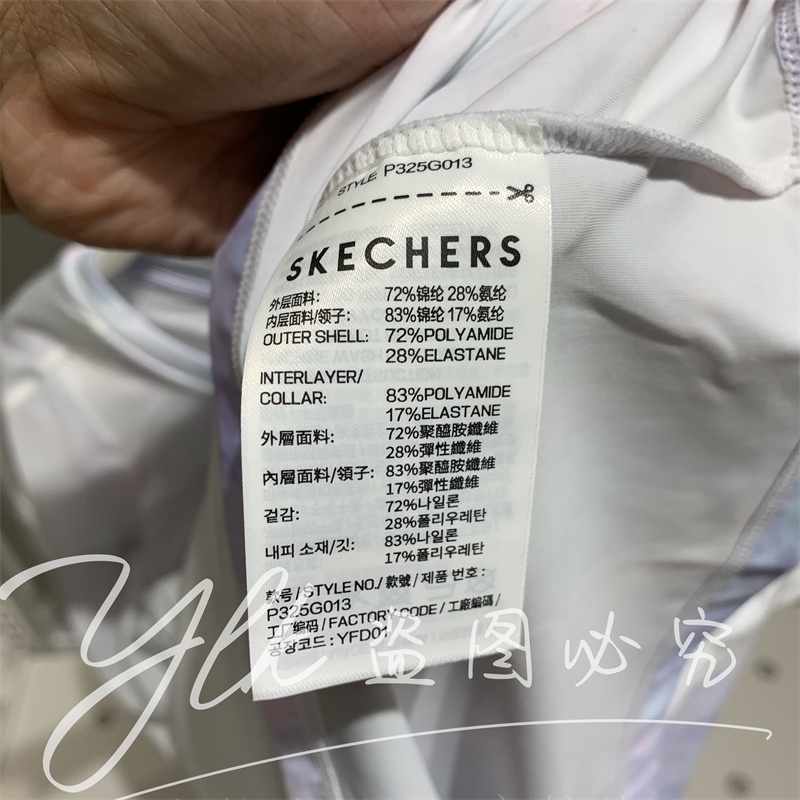 STYLE: P325G013
SKECHERS
外层面料: 72%锦纶 28%氨纶
内层面料/领子: 83%锦纶 17%氨纶
OUTER SHELL: 72%POLYAMIDE
28%ELASTANE
INTERLAYER/
COLLAR: 83%POLYAMIDE
17%ELASTANE
外層面料: 72%聚醯胺纖維
28%彈性纖維
內層面料/領子: 83%聚醯胺纖維
17%彈性纖維
겉감: 72%나일론
28%폴리우레탄
내피 소재/깃: 83%나일론
17%폴리우레탄
款号/STYLE NO./款號/제품 번호:
P325G013
工厂编码/FACTORY CODE/工廠編碼/
공장코드: YFD01
ylh 盗图必究